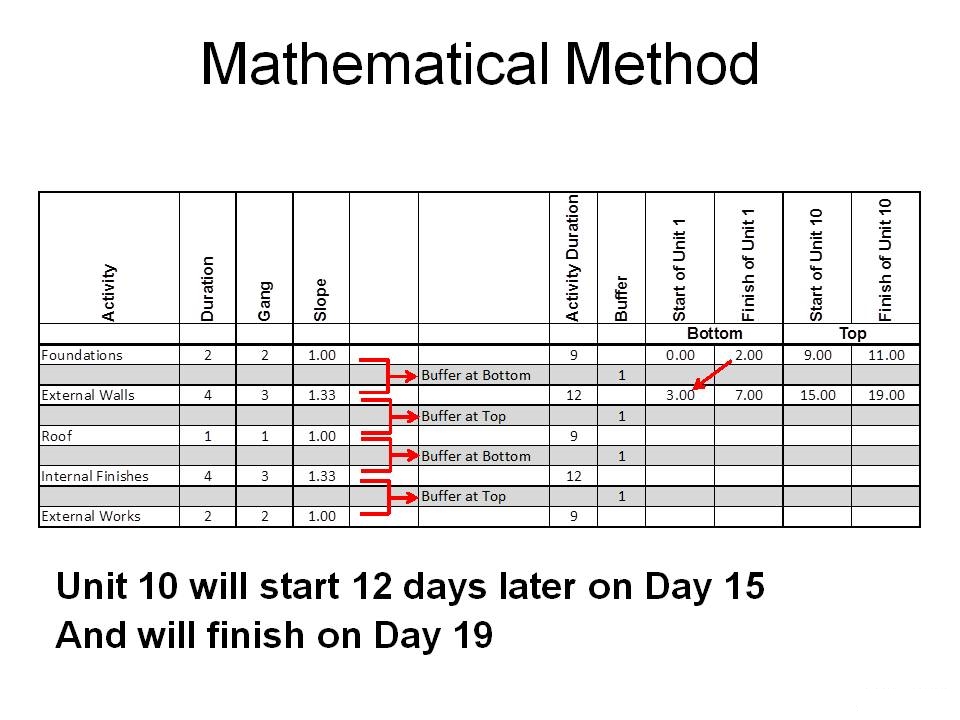 Mathematical Method
Activity Duration Gang Slope Activity Duration Buffer Start of Unit 1 Finish of Unit 1 Start of Unit 10 Finish of Unit 10
Bottom Top
Foundations 2 2 1.00 9 0.00 2.00 9.00 11.00
Buffer at Bottom 1
External Walls 4 3 1.33 12 3.00 7.00 15.00 19.00
Buffer at Top 1
Roof 1 1 1.00 9
Buffer at Bottom 1
Internal Finishes 4 3 1.33 12
Buffer at Top 1
External Works 2 2 1.00 9
Unit 10 will start 12 days later on Day 15
And will finish on Day 19